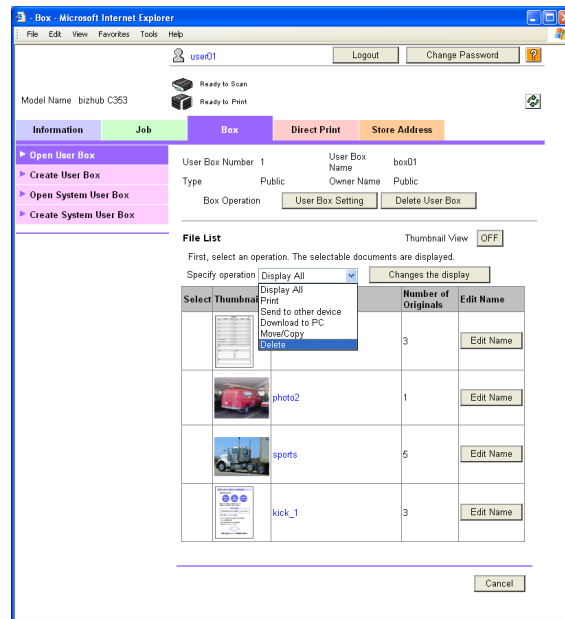 - Box - Microsoft Internet Explorer
File Edit View Favorites Tools Help
user01 Logout Change Password ?
Ready to Scan
Model Name bizhub C353 Ready to Print
Information Job Box Direct Print Store Address
Open User Box
Create User Box
Open System User Box
Create System User Box
User Box Number 1 User Box Name box01
Type Public Owner Name Public
Box Operation User Box Setting Delete User Box
File List Thumbnail View OFF
First, select an operation. The selectable documents are displayed.
Specify operation Display All Changes the display
Display All
Print
Send to other device
Download to PC
Move/Copy
Delete
Select Thumbnai Number of Originals Edit Name
3 Edit Name
photo2 1 Edit Name
sports 5 Edit Name
kick_1 3 Edit Name
Cancel